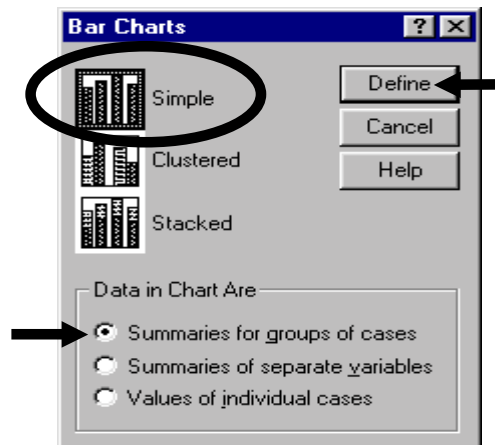 Bar Charts
Simple
Define
Cancel
Clustered
Help
Stacked
Data in Chart Are
Summaries for groups of cases
Summaries of separate variables
Values of individual cases